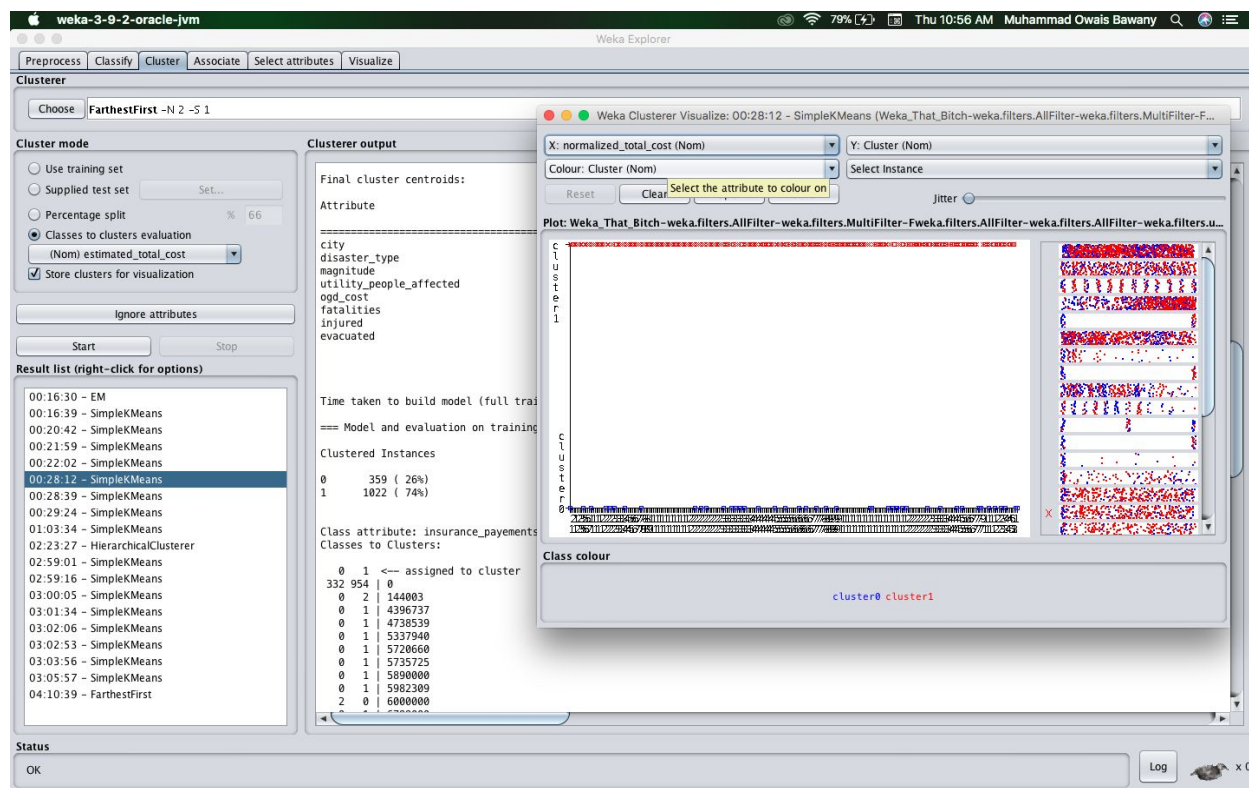 weka-3-9-2-oracle-jvm 79% Thu 10:56 AM Muhammad Owais Bawany
Weka Explorer
Preprocess Classify Cluster Associate Select attributes Visualize
Clusterer
Choose FarthestFirst -N 2 -S 1
Cluster mode
Use training set
Supplied test set Set...
Percentage split % 66
Classes to clusters evaluation
(Nom) estimated_total_cost
Store clusters for visualization
Ignore attributes
Start Stop
Result list (right-click for options)
00:16:30 - EM
00:16:39 - SimpleKMeans
00:20:42 - SimpleKMeans
00:21:59 - SimpleKMeans
00:22:02 - SimpleKMeans
00:28:12 - SimpleKMeans
00:28:39 - SimpleKMeans
00:29:24 - SimpleKMeans
01:03:34 - SimpleKMeans
02:23:27 - HierarchicalClusterer
02:59:01 - SimpleKMeans
02:59:16 - SimpleKMeans
03:00:05 - SimpleKMeans
03:01:34 - SimpleKMeans
03:02:06 - SimpleKMeans
03:02:53 - SimpleKMeans
03:03:56 - SimpleKMeans
03:05:57 - SimpleKMeans
04:10:39 - FarthestFirst
Clusterer output
Final cluster centroids:
Attribute
city
disaster_type
magnitude
utility_people_affected
ogd_cost
fatalities
injured
evacuated
Time taken to build model (full trai
=== Model and evaluation on training
Clustered Instances
0 359 ( 26%)
1 1022 ( 74%)
Class attribute: insurance_payements
Classes to Clusters:
0 1 <-- assigned to cluster
332 954 | 0
0 2 | 144003
0 1 | 4396737
0 1 | 4738539
0 1 | 5337940
0 1 | 5720660
0 1 | 5735725
0 1 | 5890000
0 1 | 5982309
2 0 | 6000000
Weka Clusterer Visualize: 00:28:12 - SimpleKMeans (Weka_That_Bitch-weka.filters.AllFilter-weka.filters.MultiFilter-F...
X: normalized_total_cost (Nom) Y: Cluster (Nom)
Colour: Cluster (Nom) Select Instance
Reset Clear Select the attribute to colour on Jitter
Plot: Weka_That_Bitch-weka.filters.AllFilter-weka.filters.MultiFilter-Fweka.filters.AllFilter-weka.filters.AllFilter-weka.filters.u...
cluster1
cluster0
X
Class colour
cluster0 cluster1
Status
OK
Log x 0